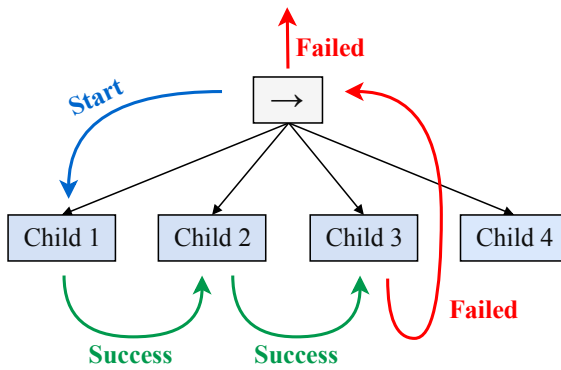 Failed
Start
→
Child 1
Child 2
Child 3
Child 4
Success
Success
Failed